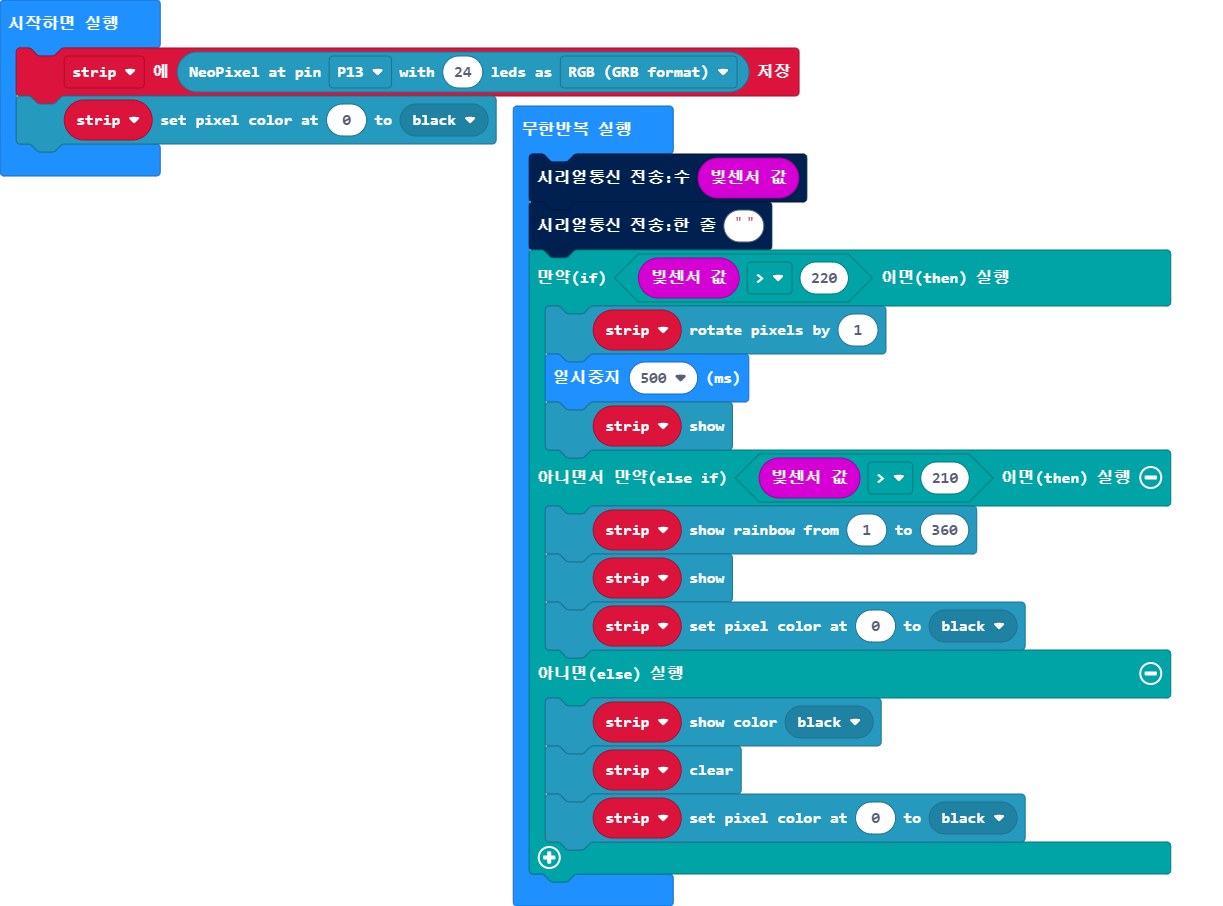 시작하면 실행
strip 에 NeoPixel at pin P13 with 24 leds as RGB (GRB format) 저장
strip set pixel color at 0 to black
무한반복 실행
시리얼통신 전송:수 빛센서 값
시리얼통신 전송:한 줄 " "
만약(if) 빛센서 값 > 220 이면(then) 실행
strip rotate pixels by 1
일시중지 500 (ms)
strip show
아니면서 만약(else if) 빛센서 값 > 210 이면(then) 실행
strip show rainbow from 1 to 360
strip show
strip set pixel color at 0 to black
아니면(else) 실행
strip show color black
strip clear
strip set pixel color at 0 to black